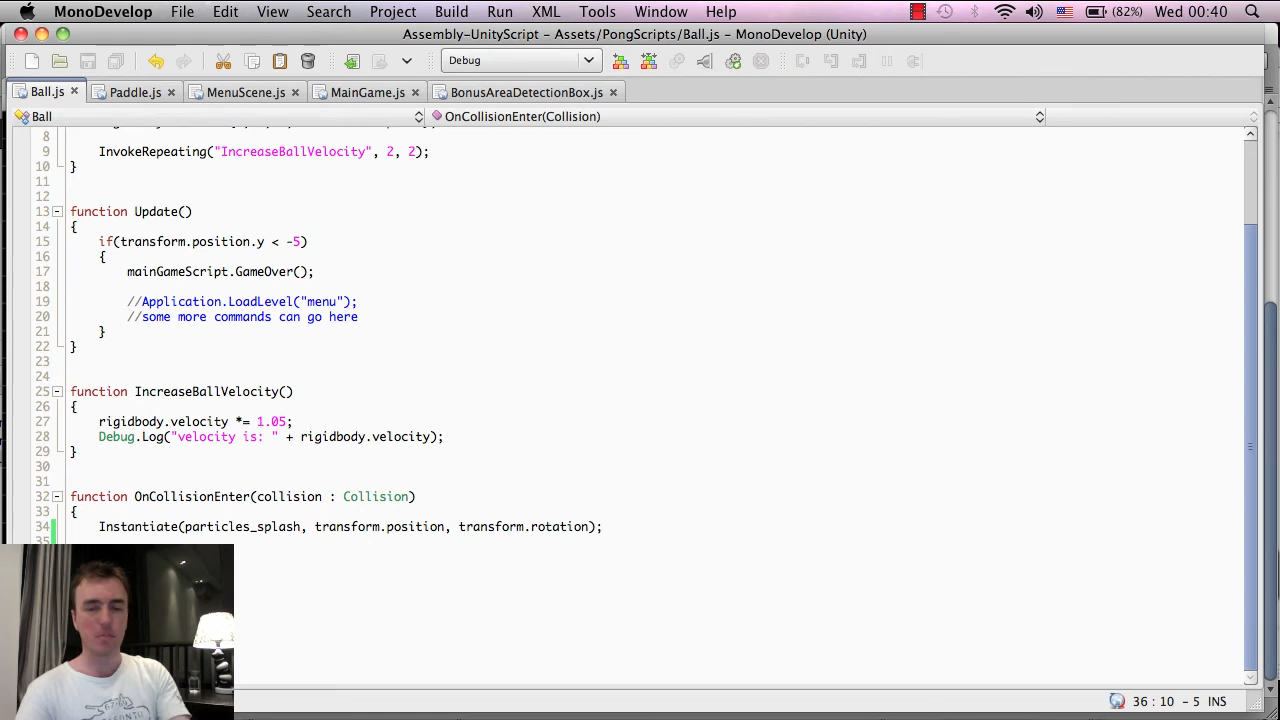 MonoDevelop File Edit View Search Project Build Run XML Tools Window Help (82%) Wed 00:40
Assembly-UnityScript – Assets/PongScripts/Ball.js – MonoDevelop (Unity)
Debug
Ball.js Paddle.js MenuScene.js MainGame.js BonusAreaDetectionBox.js
Ball OnCollisionEnter(Collision)
8
9 InvokeRepeating("IncreaseBallVelocity", 2, 2);
10 }
11
12
13 function Update()
14 {
15 if(transform.position.y < -5)
16 {
17 mainGameScript.GameOver();
18
19 //Application.LoadLevel("menu");
20 //some more commands can go here
21 }
22 }
23
24
25 function IncreaseBallVelocity()
26 {
27 rigidbody.velocity *= 1.05;
28 Debug.Log("velocity is: " + rigidbody.velocity);
29 }
30
31
32 function OnCollisionEnter(collision : Collision)
33 {
34 Instantiate(particles_splash, transform.position, transform.rotation);
35
36 : 10 – 5 INS